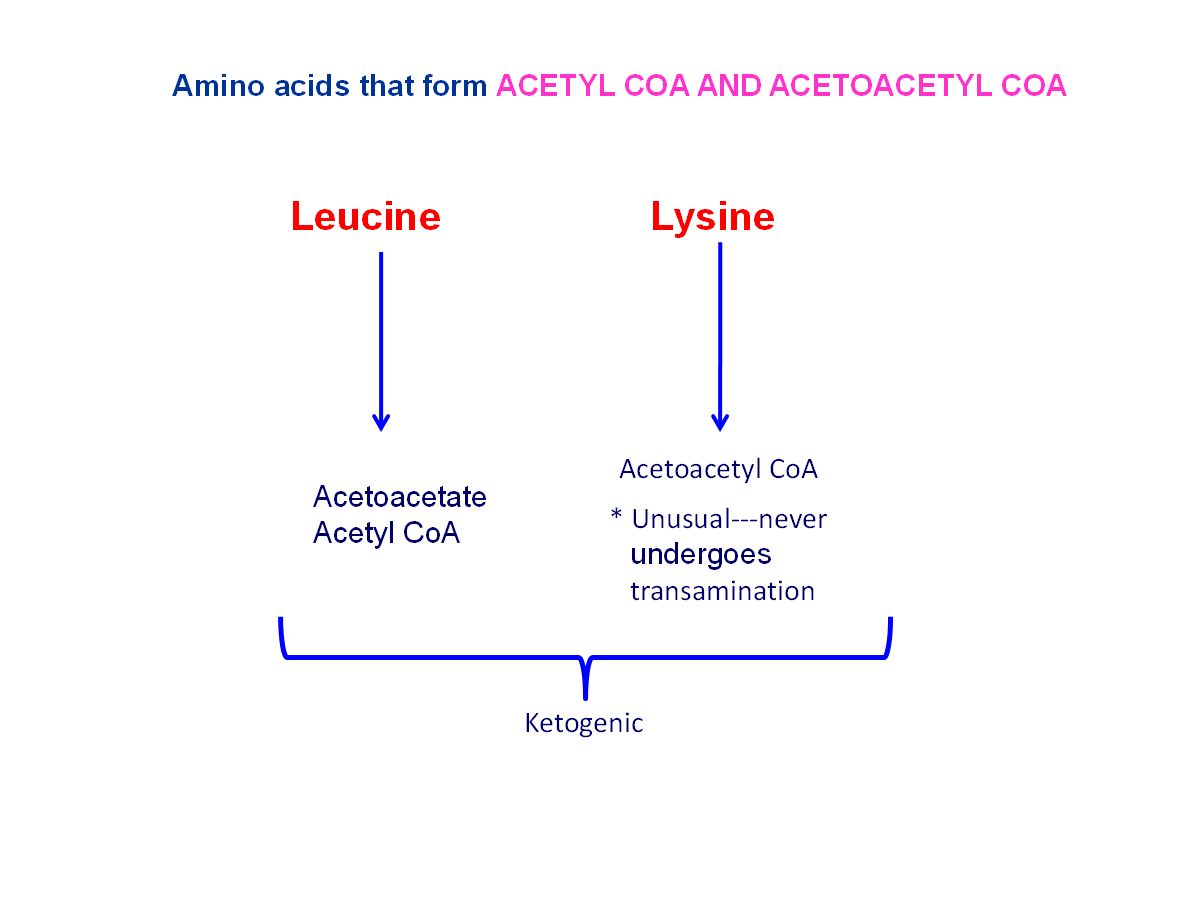 Amino acids that form ACETYL COA AND ACETOACETYL COA
Leucine
Lysine
Acetoacetate
Acetyl CoA
Acetoacetyl CoA
* Unusual---never
undergoes
transamination
Ketogenic